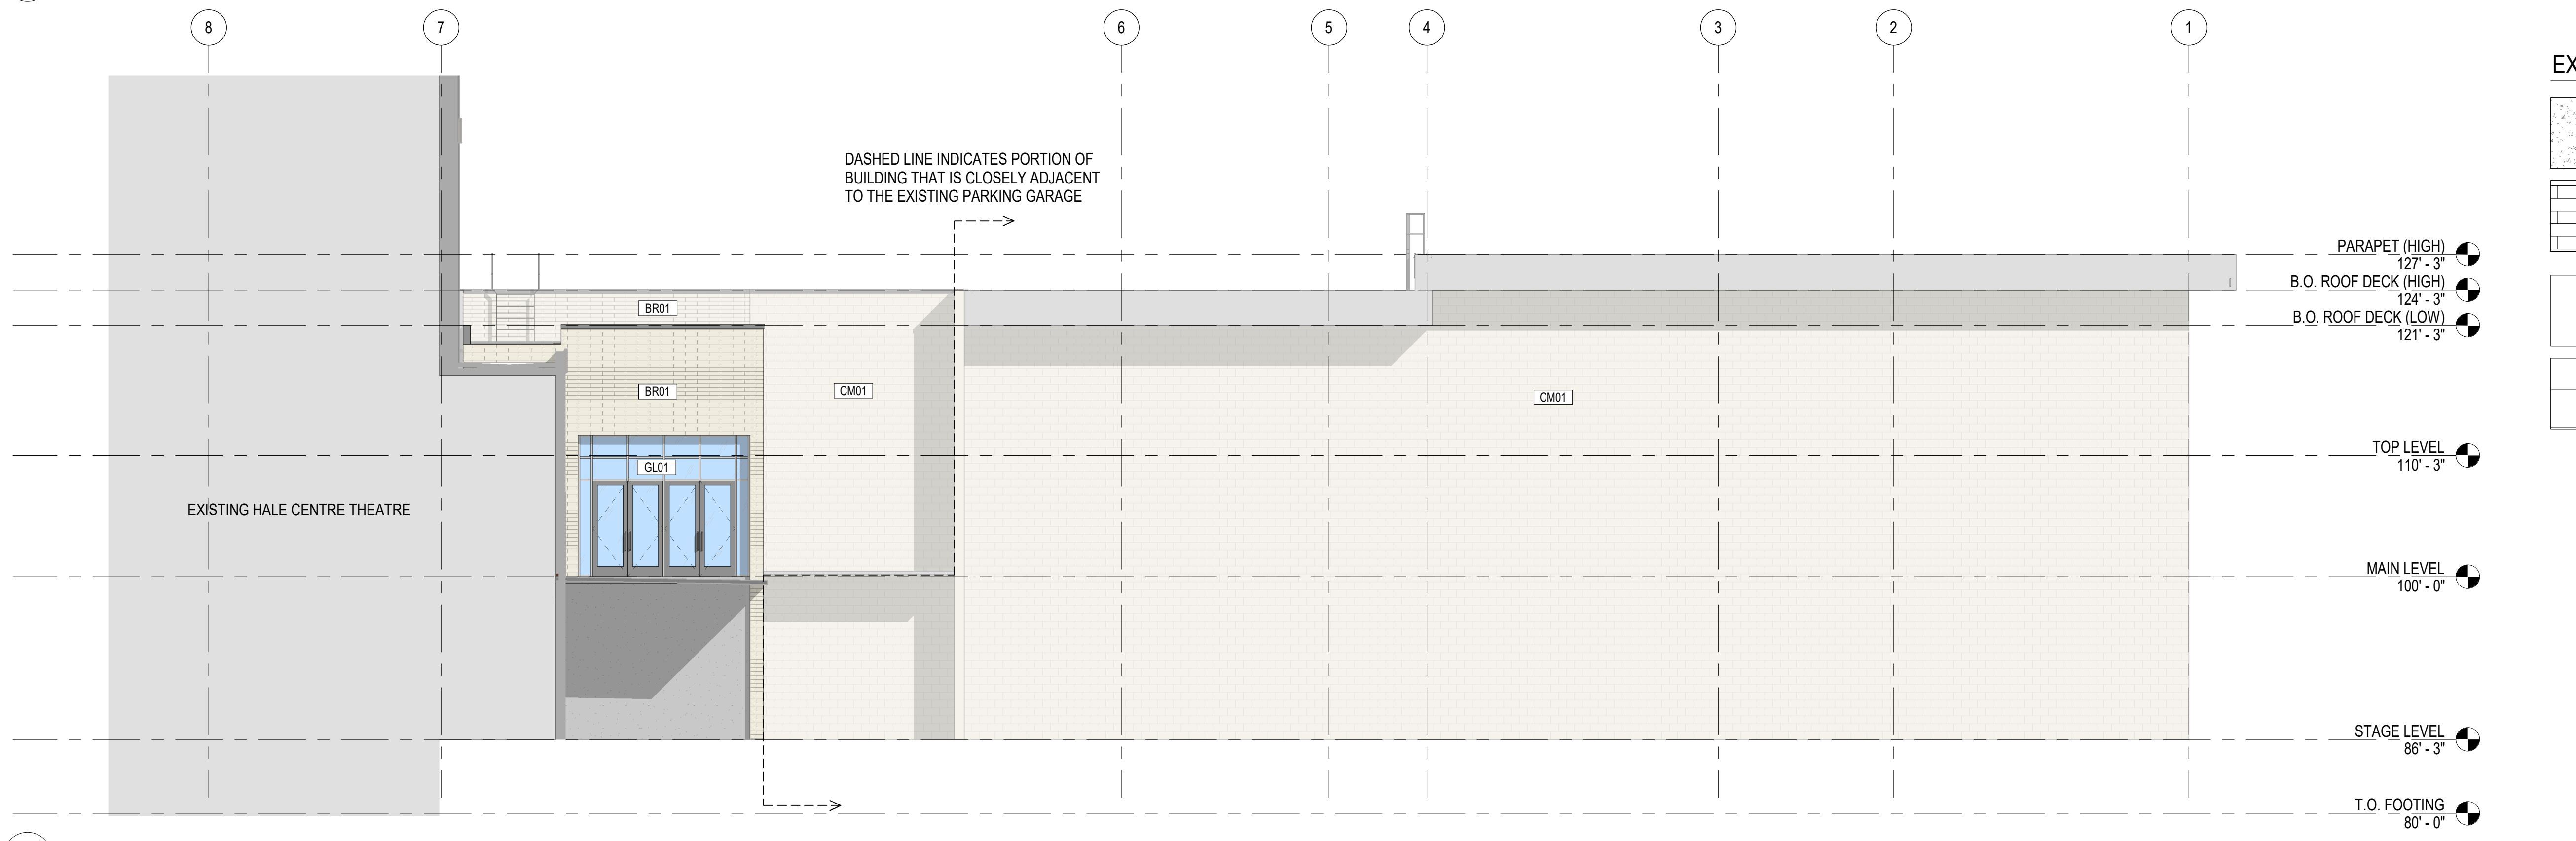 8 7 6 5 4 3 2 1
EX
DASHED LINE INDICATES PORTION OF
BUILDING THAT IS CLOSELY ADJACENT
TO THE EXISTING PARKING GARAGE
PARAPET (HIGH)
127' - 3"
B.O. ROOF DECK (HIGH)
124' - 3"
BR01
B.O. ROOF DECK (LOW)
121' - 3"
BR01
CM01
CM01
TOP LEVEL
110' - 3"
GL01
EXISTING HALE CENTRE THEATRE
MAIN LEVEL
100' - 0"
STAGE LEVEL
86' - 3"
T.O. FOOTING
80' - 0"